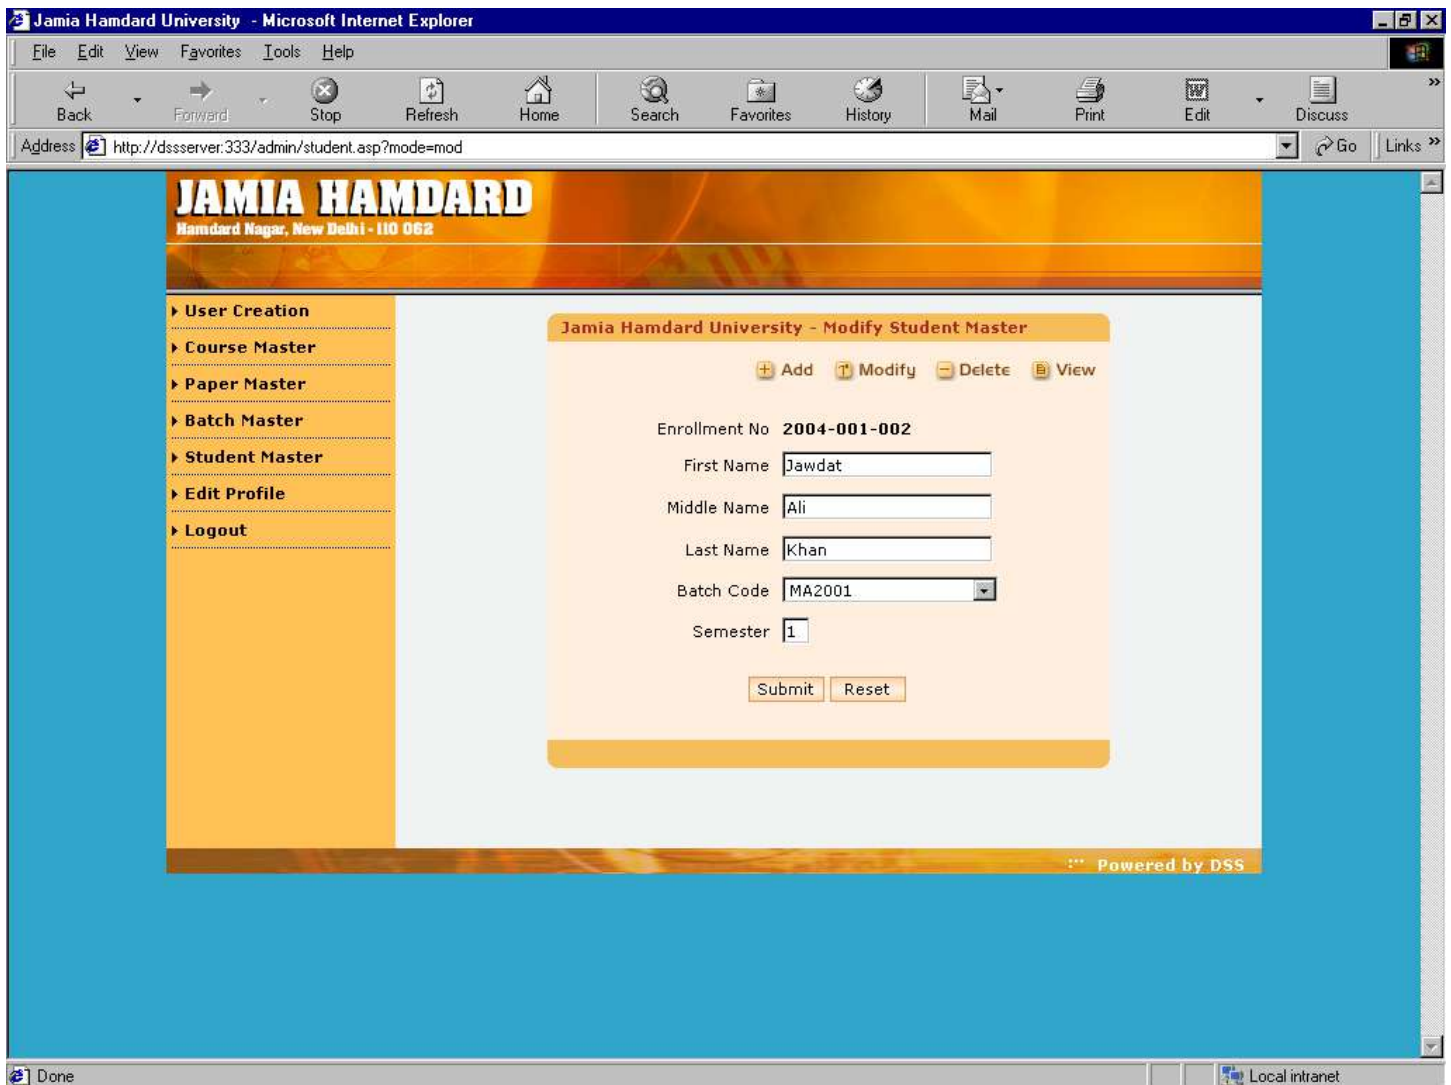 Jamia Hamdard University - Microsoft Internet Explorer
File Edit View Favorites Tools Help
Back Forward Stop Refresh Home Search Favorites History Mail Print Edit Discuss »
Address http://dssserver:333/admin/student.asp?mode=mod Go Links »
JAMIA HAMDARD
Hamdard Nagar, New Delhi - 110 062
User Creation
Course Master
Paper Master
Batch Master
Student Master
Edit Profile
Logout
Jamia Hamdard University - Modify Student Master
Add Modify Delete View
Enrollment No 2004-001-002
First Name Jawdat
Middle Name Ali
Last Name Khan
Batch Code MA2001
Semester 1
Submit Reset
Powered by DSS
Done Local intranet